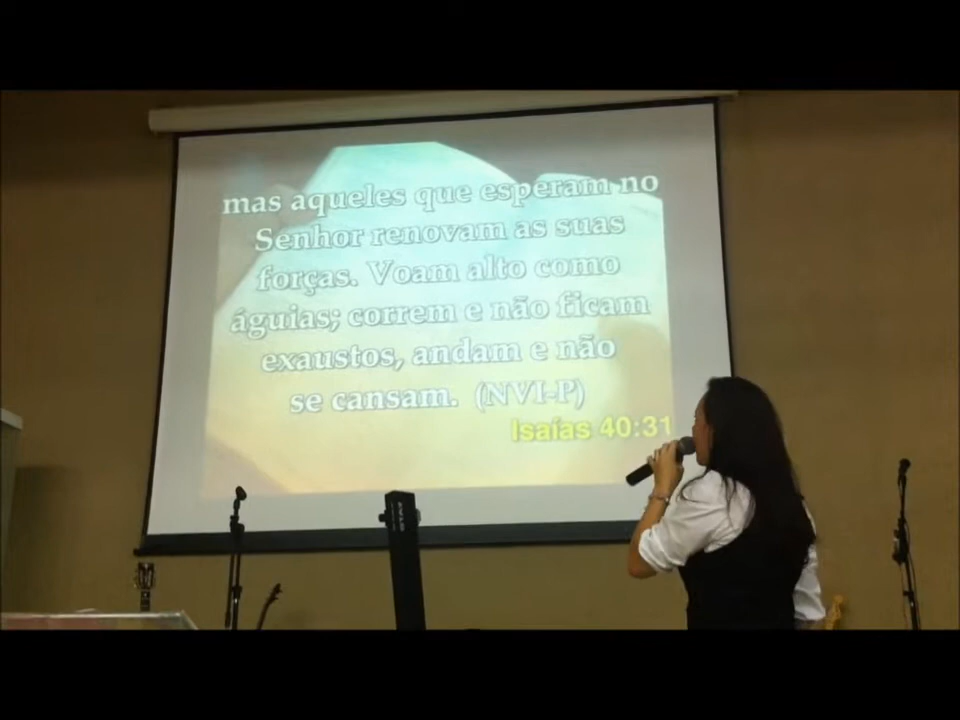 mas aqueles que esperam no
Senhor renovam as suas
forças. Voam alto como
águias; correm e não ficam
exaustos, andam e não
se cansam. (NVI-P)
Isaías 40:31